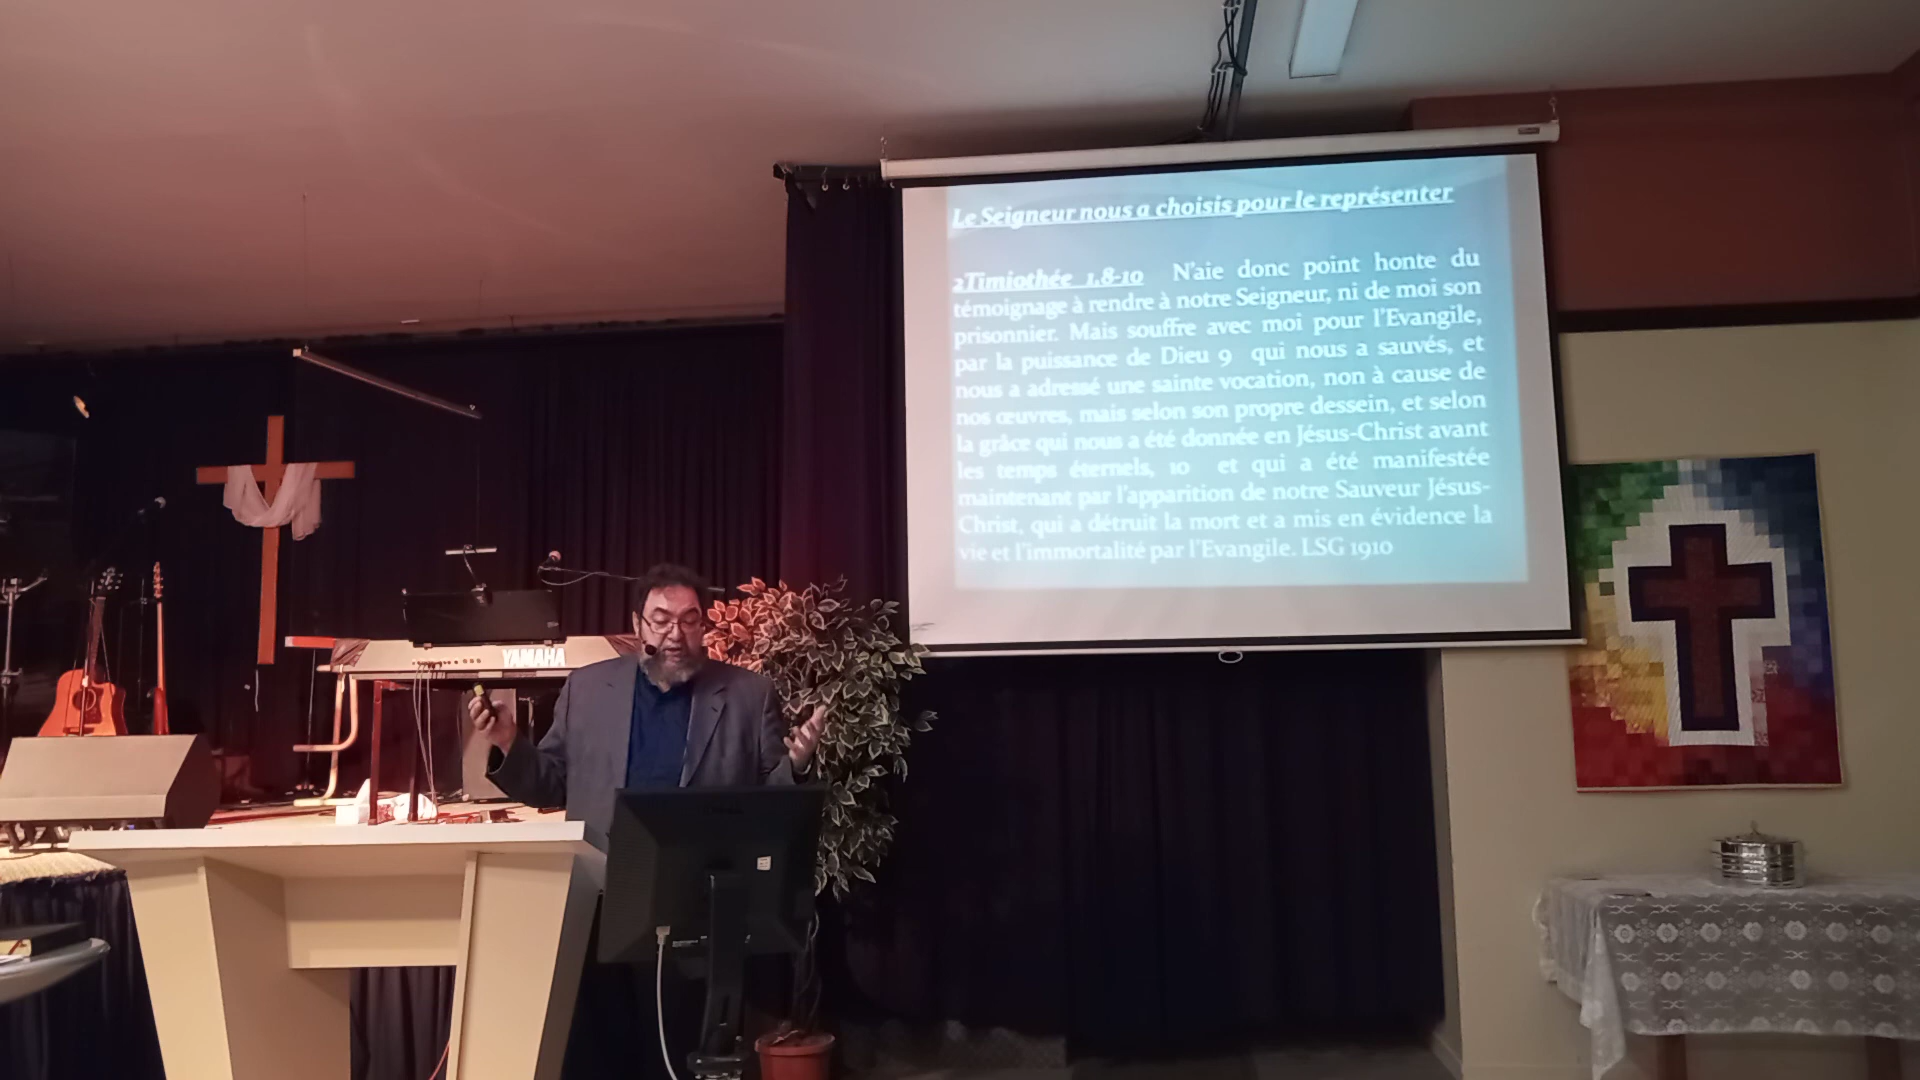 Le Seigneur nous a choisis pour le représenter
2Timiothée 1.8-10 N'aie donc point honte du
témoignage à rendre à notre Seigneur, ni de moi son
prisonnier. Mais souffre avec moi pour l'Evangile,
par la puissance de Dieu 9 qui nous a sauvés, et
nous a adressé une sainte vocation, non à cause de
nos œuvres, mais selon son propre dessein, et selon
la grâce qui nous a été donnée en Jésus-Christ avant
les temps éternels, 10 et qui a été manifestée
maintenant par l'apparition de notre Sauveur Jésus-
Christ, qui a détruit la mort et a mis en évidence la
vie et l'immortalité par l'Evangile. LSG 1910
YAMAHA